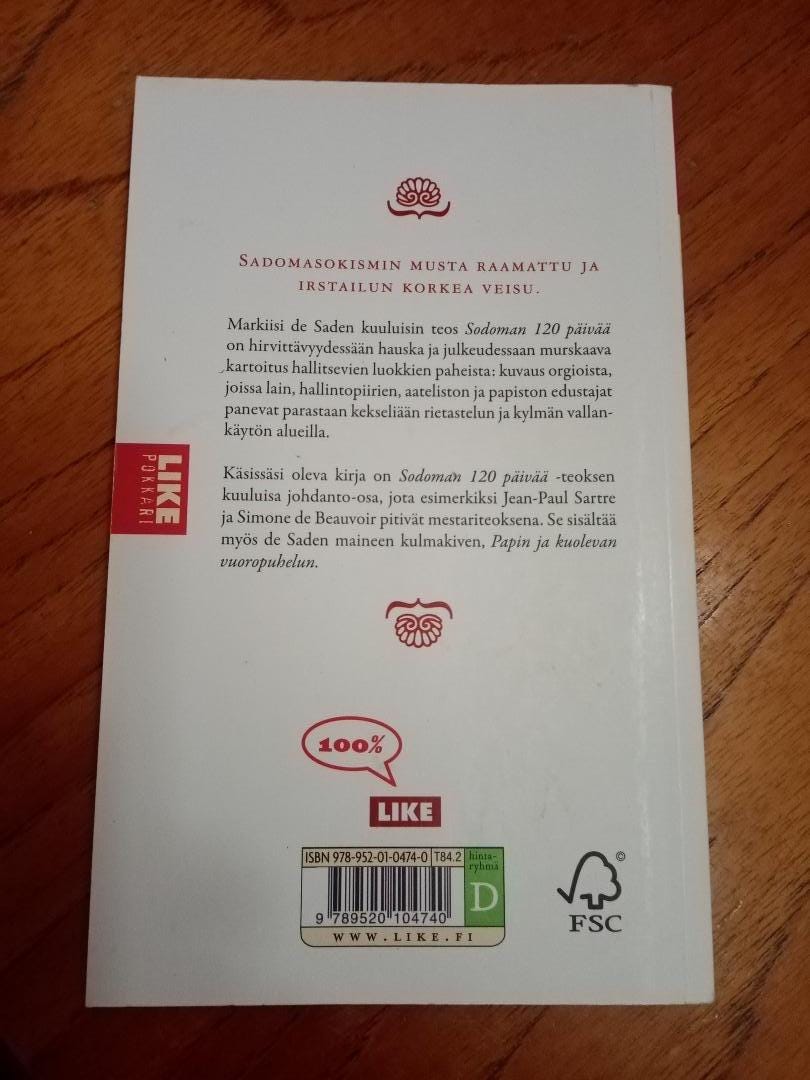 SADOMASOKISMIN MUSTA RAAMATTU JA
IRSTAILUN KORKEA VEISU.
Markiisi de Saden kuuluisin teos Sodoman 120 päivää
on hirvittävyydessään hauska ja julkeudessaan murskaava
kartoitus hallitsevien luokkien paheista: kuvaus orgioista,
joissa lain, hallintopiirien, aateliston ja papiston edustajat
panevat parastaan kekseliään rietastelun ja kylmän vallan-
käytön alueilla.
LIKE
POKKARI
Käsissäsi oleva kirja on Sodoman 120 päivää -teoksen
kuuluisa johdanto-osa, jota esimerkiksi Jean-Paul Sartre
ja Simone de Beauvoir pitivät mestariteoksena. Se sisältää
myös de Saden maineen kulmakiven, Papin ja kuolevan
vuoropuhelun.
100%
LIKE
ISBN 978-952-01-0474-0 T84.2
hinta-
ryhmä
D
9 789520 104740
WWW.LIKE.FI
©
FSC